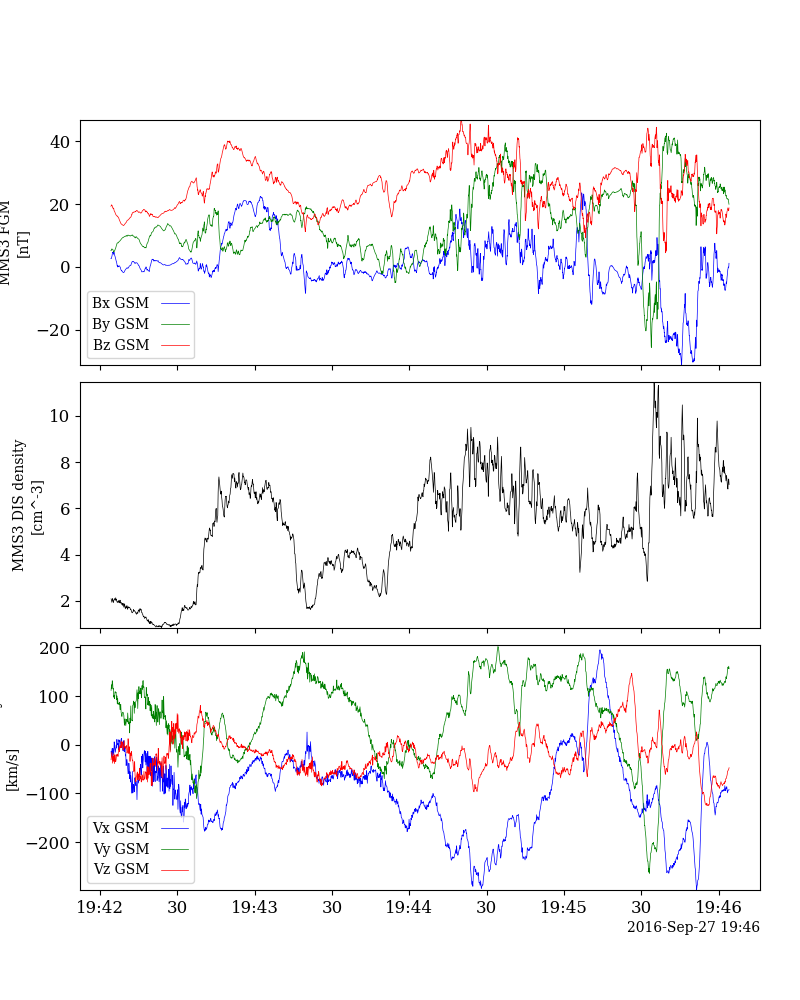 40
20
0
−20
MMS3 FGM
[nT]
Bx GSM
By GSM
Bz GSM
10
8
6
4
2
MMS3 DIS density
[cm^-3]
200
100
0
−100
−200
[km/s]
Vx GSM
Vy GSM
Vz GSM
19:42 30 19:43 30 19:44 30 19:45 30 19:46
2016-Sep-27 19:46